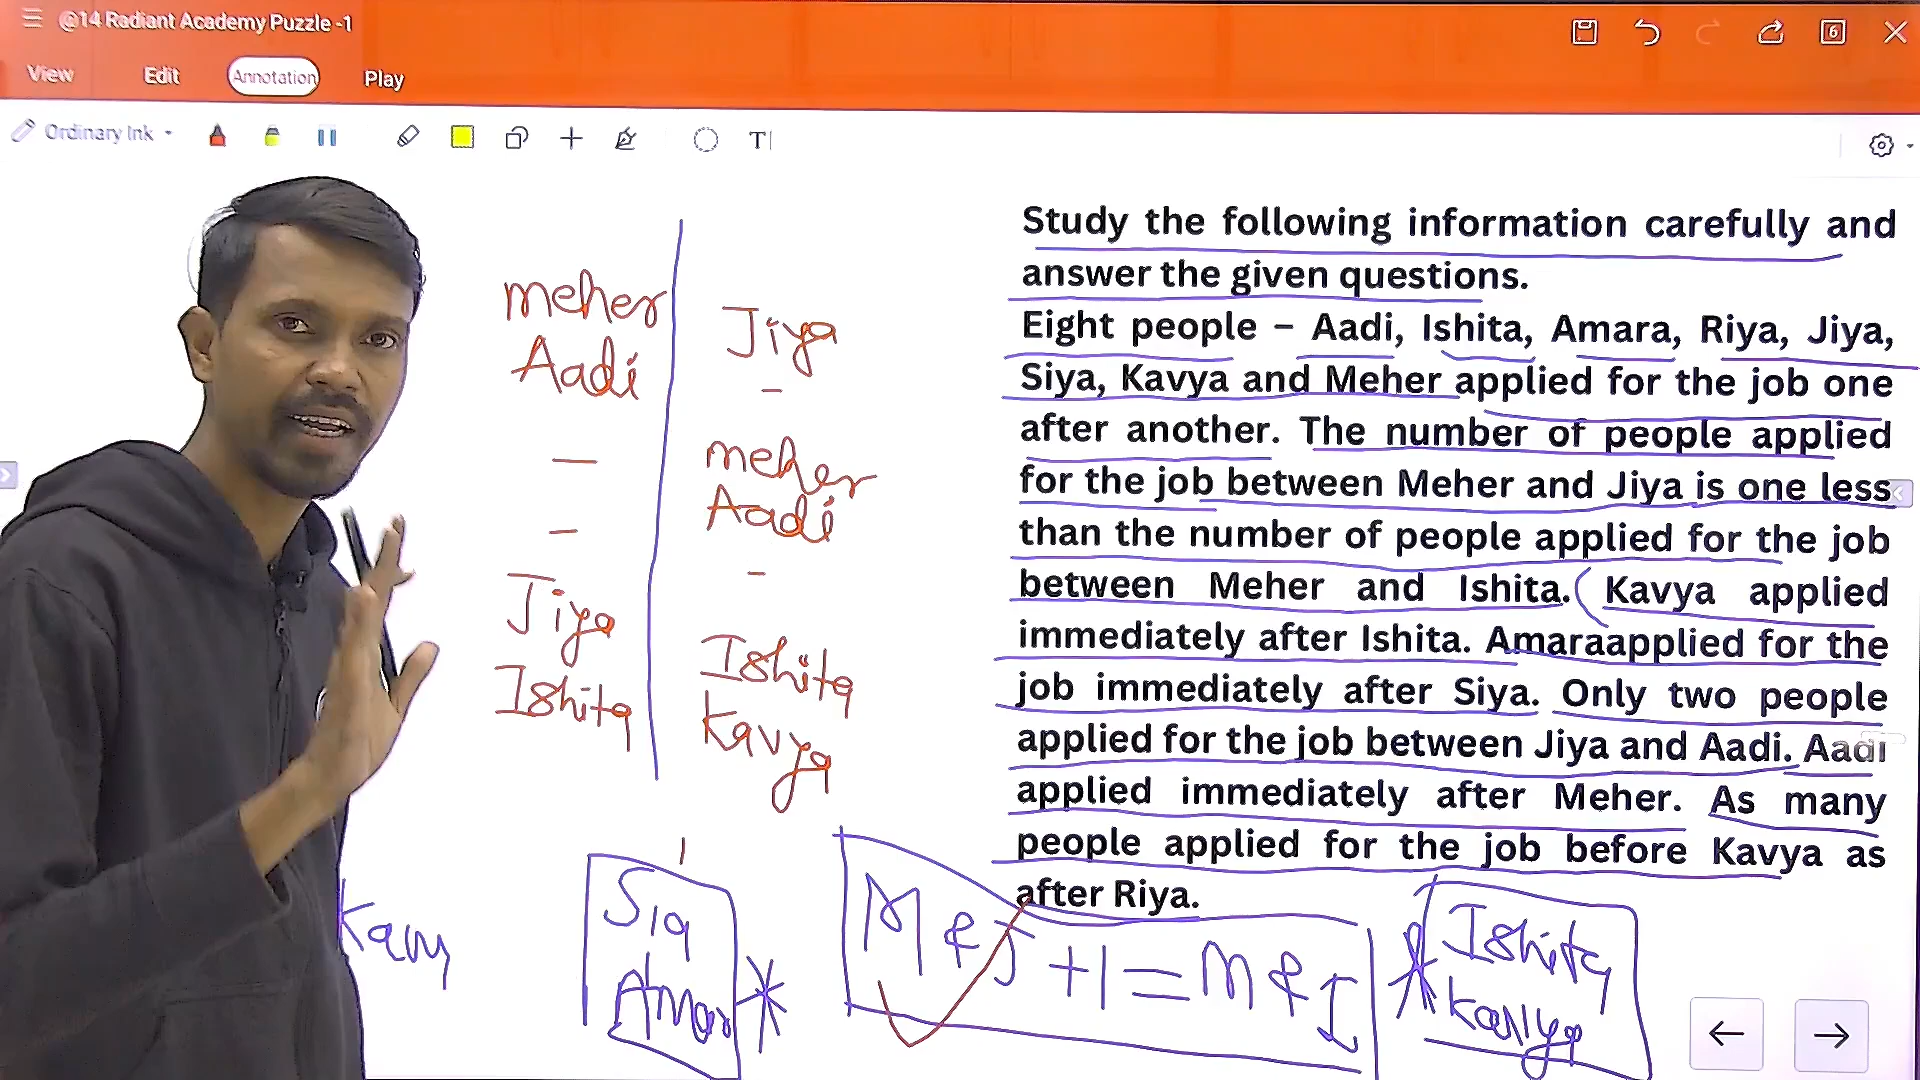 @14 Radiant Academy Puzzle -1
6
View Edit Annotation Play
Ordinary Ink
T|
Study the following information carefully and
answer the given questions.
Eight people – Aadi, Ishita, Amara, Riya, Jiya,
Siya, Kavya and Meher applied for the job one
after another. The number of people applied
for the job between Meher and Jiya is one less
than the number of people applied for the job
between Meher and Ishita. Kavya applied
immediately after Ishita. Amaraapplied for the
job immediately after Siya. Only two people
applied for the job between Jiya and Aadi. Aadi
applied immediately after Meher. As many
people applied for the job before Kavya as
after Riya.
meher
Aadi
—
-
Jiya
Ishita
Jiya
-
meher
Aadi
-
Ishita
Kavya
Kavy
Siya
Amar
M & J +1 = M & I
Ishita
Kavya